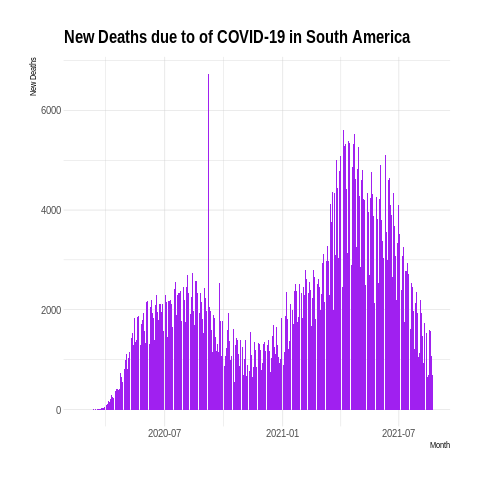 New Deaths due to of COVID-19 in South America
New Deaths
6000
4000
2000
0
2020-07
2021-01
2021-07
Month